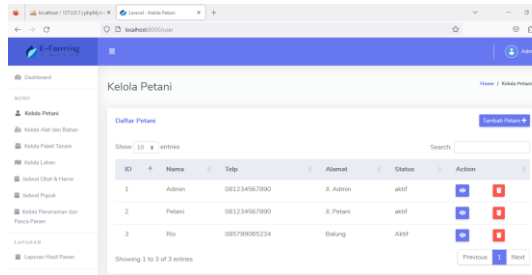 localhost / 127.0.0.1 | phpMyA
Laravel - Kelola Petani
localhost:8000/user
E-Farming
Adm
Dashboard
MENU
Kelola Petani
Kelola Alat dan Bahan
Kelola Paket Tanam
Kelola Lahan
Jadwal Obat & Hama
Jadwal Pupuk
Kelola Penanaman dan
Pasca Panen
LAPORAN
Laporan Hasil Panen
Kelola Petani
Home / Kelola Petani
Daftar Petani
Tambah Petani +
Show 10 entries
Search:
ID Nama Telp Alamat Status Action
1 Admin 081234567890 Jl. Admin aktif
2 Petani 081234567890 Jl. Petani aktif
3 Rio 085789065234 Balung Aktif
Showing 1 to 3 of 3 entries
Previous 1 Next